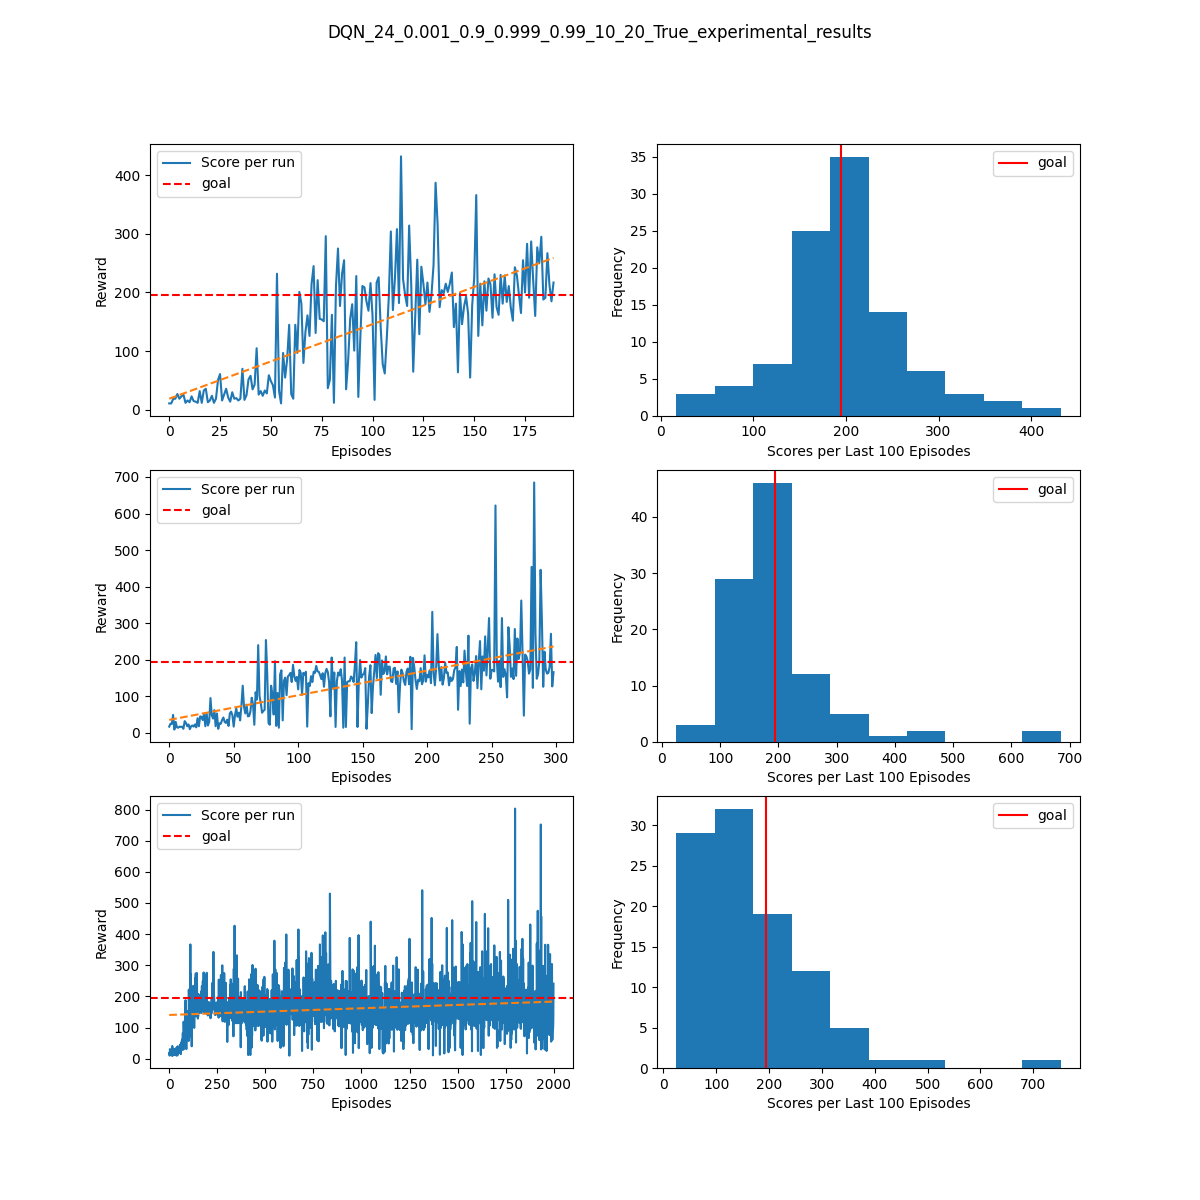 DQN_24_0.001_0.9_0.999_0.99_10_20_True_experimental_results
Score per run
goal
400
300
200
100
0
Reward
0 25 50 75 100 125 150 175
Episodes
goal
35
30
25
20
15
10
5
0
Frequency
0 100 200 300 400
Scores per Last 100 Episodes
Score per run
goal
700
600
500
400
300
200
100
0
Reward
0 50 100 150 200 250 300
Episodes
goal
40
30
20
10
0
Frequency
0 100 200 300 400 500 600 700
Scores per Last 100 Episodes
Score per run
goal
800
700
600
500
400
300
200
100
0
Reward
0 250 500 750 1000 1250 1500 1750 2000
Episodes
goal
30
25
20
15
10
5
0
Frequency
0 100 200 300 400 500 600 700
Scores per Last 100 Episodes